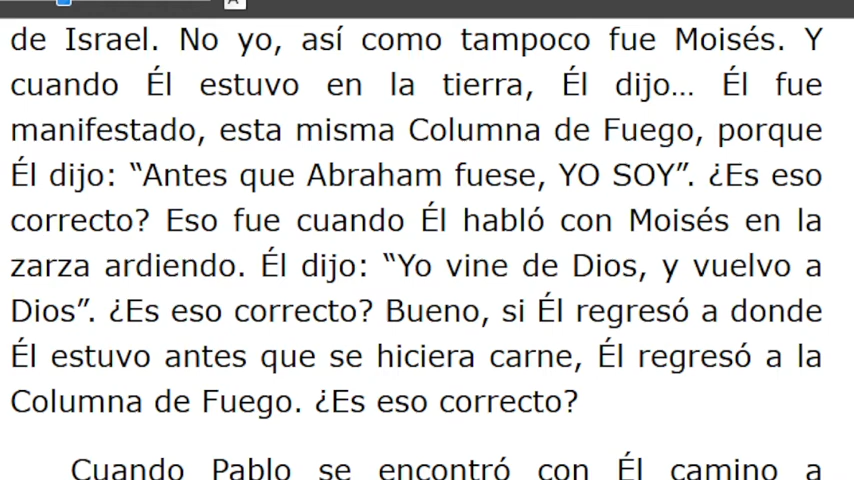 de Israel. No yo, así como tampoco fue Moisés. Y
cuando Él estuvo en la tierra, Él dijo... Él fue
manifestado, esta misma Columna de Fuego, porque
Él dijo: “Antes que Abraham fuese, YO SOY”. ¿Es eso
correcto? Eso fue cuando Él habló con Moisés en la
zarza ardiendo. Él dijo: “Yo vine de Dios, y vuelvo a
Dios”. ¿Es eso correcto? Bueno, si Él regresó a donde
Él estuvo antes que se hiciera carne, Él regresó a la
Columna de Fuego. ¿Es eso correcto?
Cuando Pablo se encontró con Él camino a